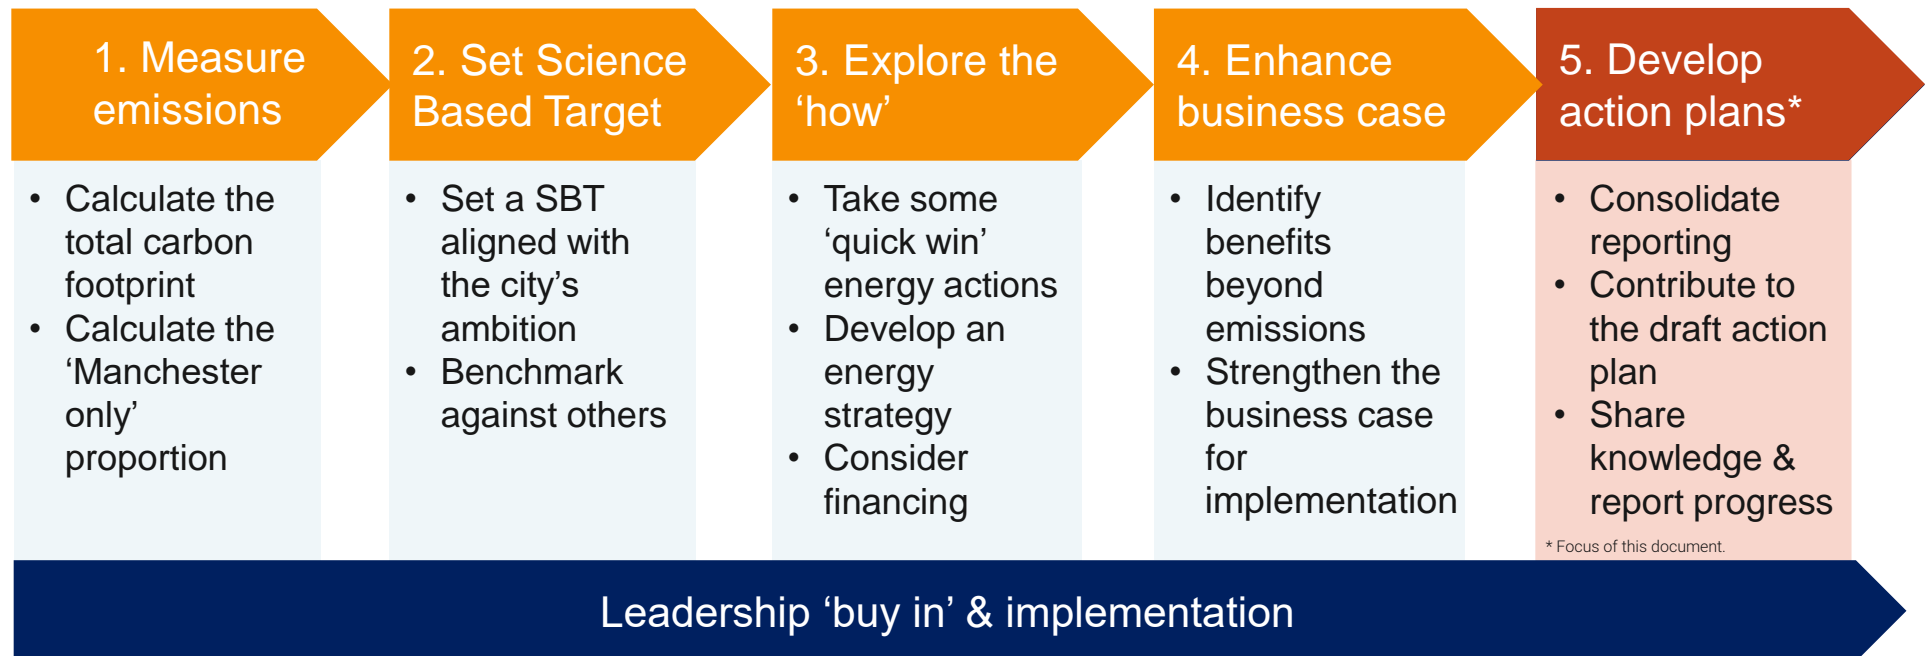 1. Measure
emissions
2. Set Science
Based Target
3. Explore the
‘how’
4. Enhance
business case
5. Develop
action plans*
• Calculate the
total carbon
footprint
• Calculate the
‘Manchester
only’
proportion
• Set a SBT
aligned with
the city’s
ambition
• Benchmark
against others
• Take some
‘quick win’
energy actions
• Develop an
energy
strategy
• Consider
financing
• Identify
benefits
beyond
emissions
• Strengthen the
business case
for
implementation
• Consolidate
reporting
• Contribute to
the draft action
plan
• Share
knowledge &
report progress
* Focus of this document.
Leadership ‘buy in’ & implementation